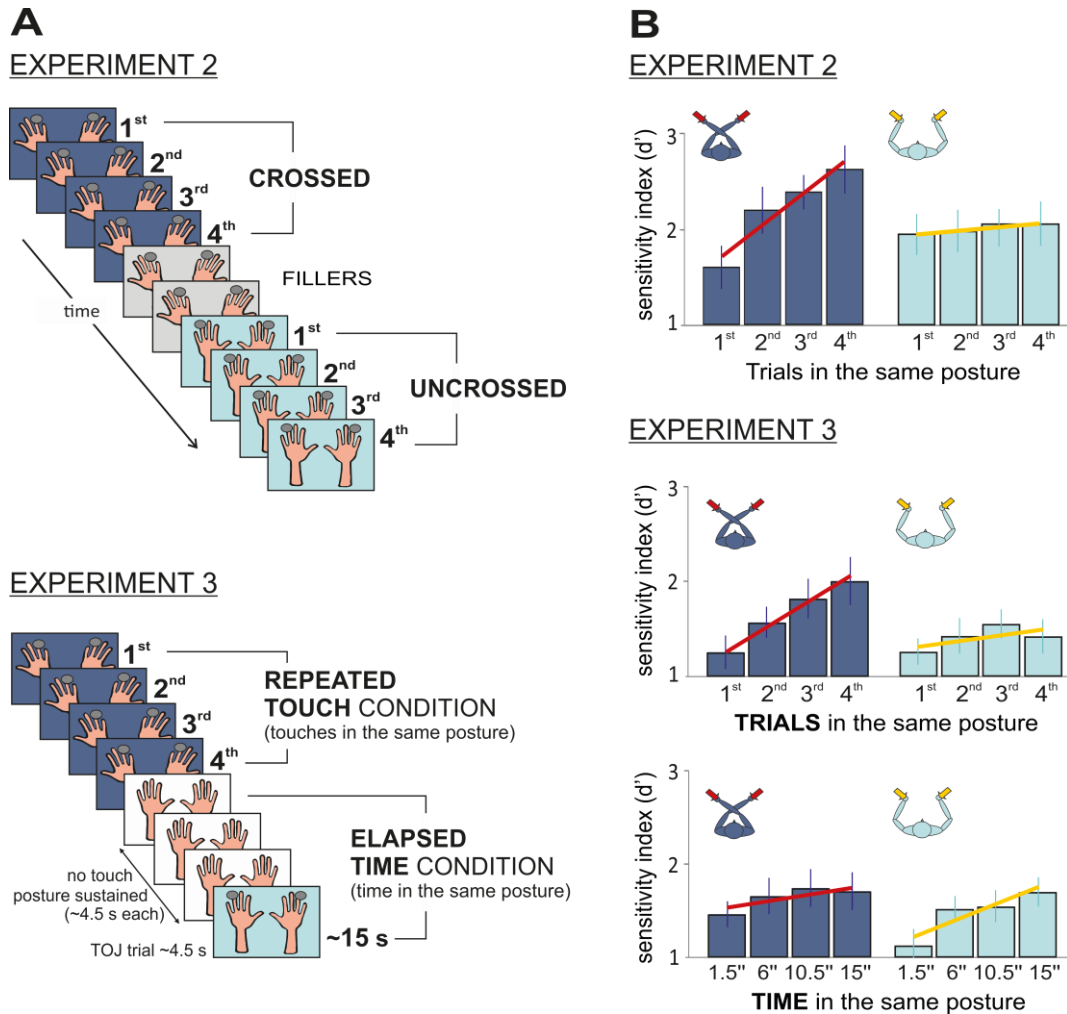 A
EXPERIMENT 2
1st
2nd
3rd
4th
CROSSED
FILLERS
time
1st
2nd
3rd
4th
UNCROSSED
EXPERIMENT 3
1st
2nd
3rd
4th
REPEATED
TOUCH CONDITION
(touches in the same posture)
ELAPSED
TIME CONDITION
(time in the same posture)
no touch
posture sustained
(~4.5 s each)
TOJ trial ~4.5 s
~15 s
B
EXPERIMENT 2
sensitivity index (d')
3
2
1
1st 2nd 3rd 4th 1st 2nd 3rd 4th
Trials in the same posture
EXPERIMENT 3
sensitivity index (d')
3
2
1
1st 2nd 3rd 4th 1st 2nd 3rd 4th
TRIALS in the same posture
sensitivity index (d')
3
2
1
1.5" 6" 10.5" 15" 1.5" 6" 10.5" 15"
TIME in the same posture